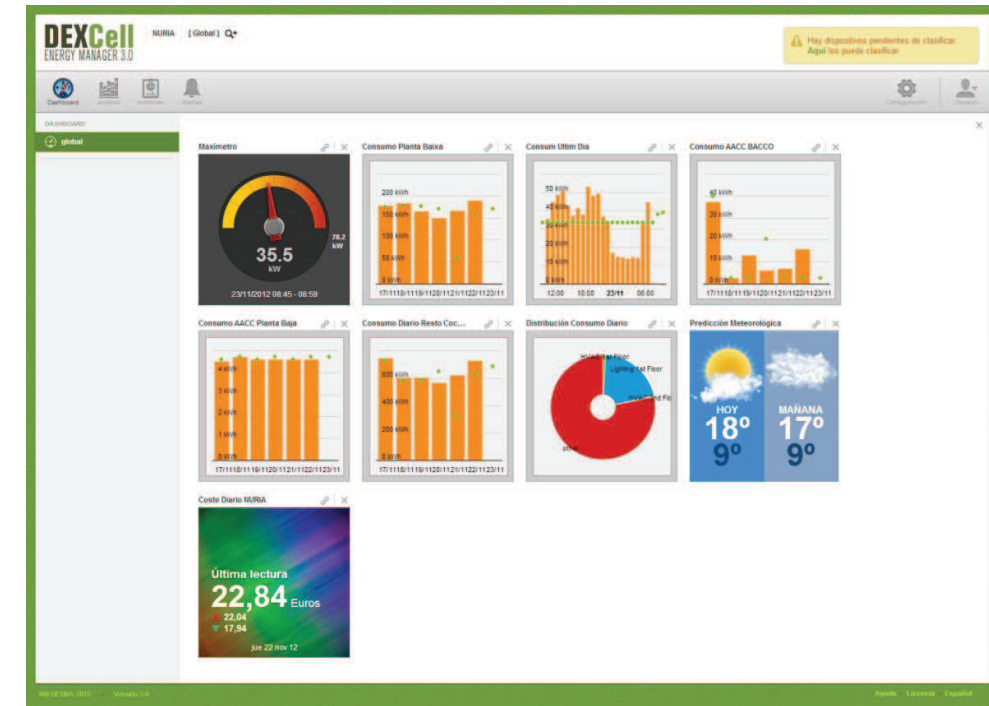 DEXCell
ENERGY MANAGER 3.0
NURIA [ Global ]
Hay dispositivos pendientes de clasificar.
Aquí los puede clasificar
Dashboard
Configuración
DASHBOARD
global
Maxímetro
35.5
kW
78.2
kW
23/11/2012 08:45 - 08:59
Consumo Planta Baixa
200 kWh
150 kWh
100 kWh
50 kWh
0 kWh
17/11 18/11 19/11 20/11 21/11 22/11 23/11
Consum Ultim Dia
50 kWh
40 kWh
30 kWh
20 kWh
10 kWh
0 kWh
12:00 18:00 23/11 06:00
Consumo AACC BACCO
40 kWh
30 kWh
20 kWh
10 kWh
0 kWh
17/11 18/11 19/11 20/11 21/11 22/11 23/11
Consumo AACC Planta Baja
4 kWh
3 kWh
2 kWh
1 kWh
0 kWh
17/11 18/11 19/11 20/11 21/11 22/11 23/11
Consumo Diario Resto Coc...
600 kWh
400 kWh
200 kWh
0 kWh
17/11 18/11 19/11 20/11 21/11 22/11 23/11
Distribución Consumo Diario
HVAC 1st Floor
Lighting 1st Floor
HVAC 2nd Flo
other
Predicción Meteorológica
HOY
18º
9º
MAÑANA
17º
9º
Coste Diario NURIA
Última lectura
22,84 Euros
22,04
17,94
jue 22 nov 12
Versión 3.0
Ayuda Licencia Español